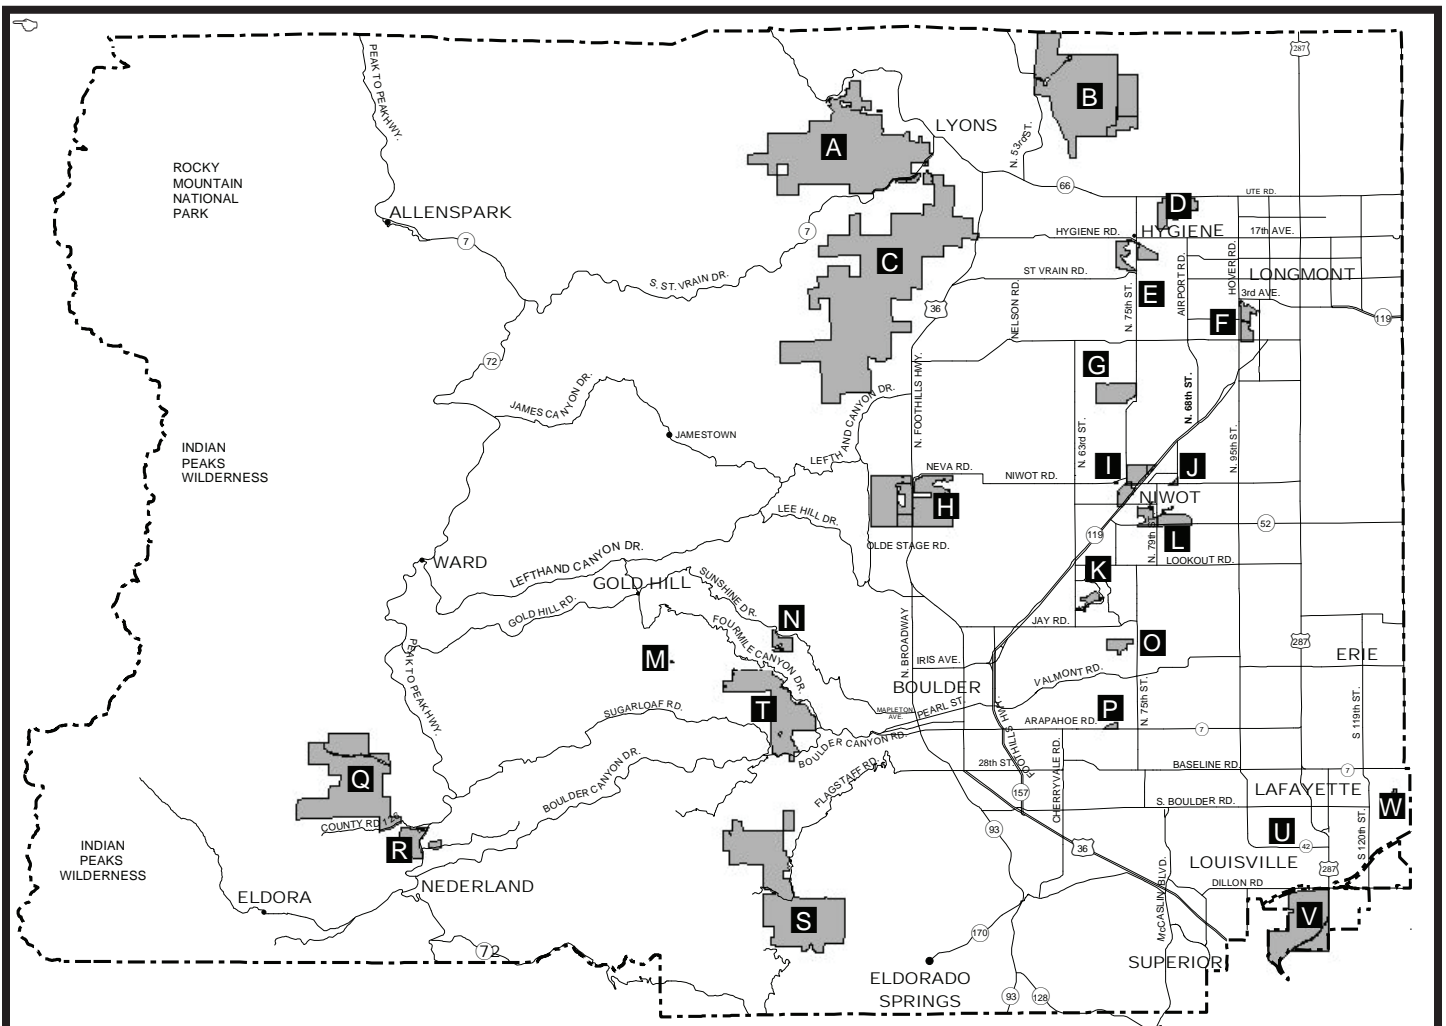 287
PEAK TO PEAK HWY.
B
LYONS
N. 53rd ST.
A
ROCKY
MOUNTAIN
NATIONAL
PARK
66
UTE RD.
D
ALLENSPARK
7
7
HYGIENE RD.
HYGIENE
17th AVE.
C
S. ST. VRAIN DR.
ST VRAIN RD.
AIRPORT RD.
HOVER RD.
LONGMONT
E
3rd AVE.
36
NELSON RD.
N. 75th ST.
F
119
72
G
N. FOOTHILLS HWY.
JAMES CANYON DR.
N. 68th ST.
LEFTHAND CANYON DR.
JAMESTOWN
N. 63rd ST.
N. 95th ST.
INDIAN
PEAKS
WILDERNESS
NEVA RD.
NIWOT RD.
I
J
NIWOT
H
LEE HILL DR.
52
119
N. 79th ST.
L
OLDE STAGE RD.
LOOKOUT RD.
WARD
LEFTHAND CANYON DR.
GOLD HILL
K
SUNSHINE DR.
GOLD HILL RD.
N
FOURMILE CANYON DR.
JAY RD.
N. BROADWAY
O
287
ERIE
M
IRIS AVE.
VALMONT RD.
PEAK TO PEAK HWY.
BOULDER
T
SUGARLOAF RD.
MAPLETON
AVE.
PEARL ST.
P
N. 75th ST.
S 119th ST.
ARAPAHOE RD.
7
BOULDER CANYON RD.
FOOTHILLS HWY.
28th ST.
BASELINE RD.
7
Q
BOULDER CANYON DR.
FLAGSTAFF RD.
157
CHERRYVALE RD.
LAFAYETTE
S. BOULDER RD.
W
COUNTY RD 126
93
U
S 120th ST.
R
36
42
INDIAN
PEAKS
WILDERNESS
LOUISVILLE
287
NEDERLAND
DILLON RD
ELDORA
McCASLIN BLVD.
S
V
170
72
ELDORADO
SPRINGS
SUPERIOR
93
128